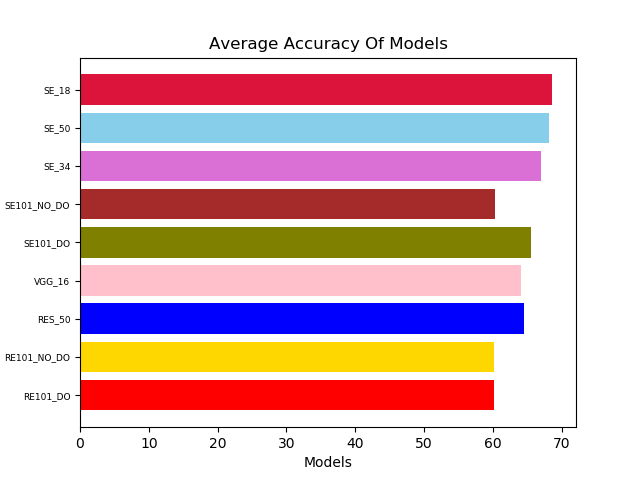 Average Accuracy Of Models
SE_18
SE_50
SE_34
SE101_NO_DO
SE101_DO
VGG_16
RES_50
RE101_NO_DO
RE101_DO
0 10 20 30 40 50 60 70
Models